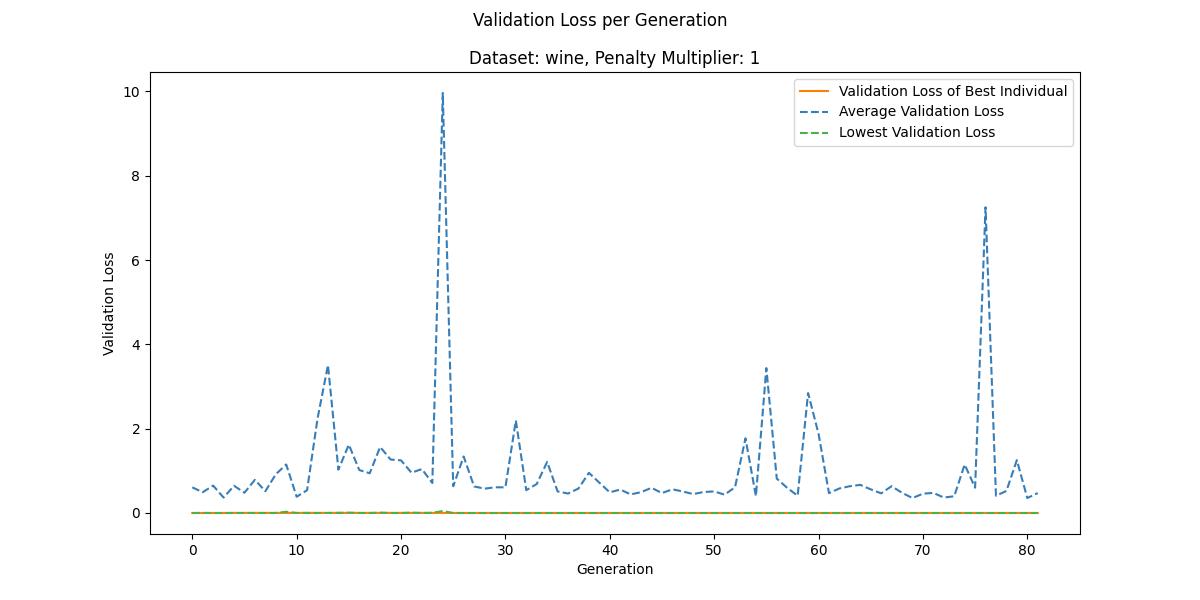 Validation Loss per Generation
Dataset: wine, Penalty Multiplier: 1
Validation Loss of Best Individual
Average Validation Loss
Lowest Validation Loss
10
8
6
4
2
0
Validation Loss
0 10 20 30 40 50 60 70 80
Generation